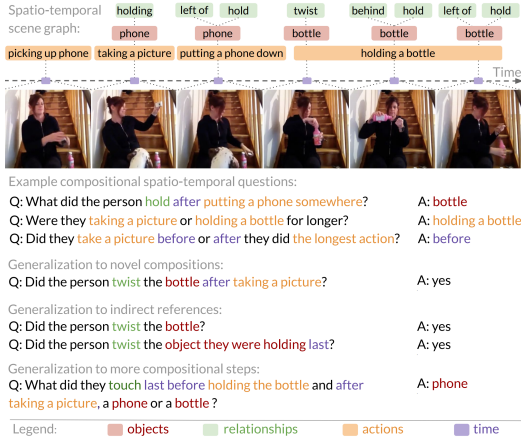 Spatio-temporal
scene graph:
holding
left of hold
twist
behind hold
left of hold
phone
phone
bottle
bottle
bottle
picking up phone
taking a picture
putting a phone down
holding a bottle
Time
Example compositional spatio-temporal questions:
Q: What did the person hold after putting a phone somewhere? A: bottle
Q: Were they taking a picture or holding a bottle for longer? A: holding a bottle
Q: Did they take a picture before or after they did the longest action? A: before
Generalization to novel compositions:
Q: Did the person twist the bottle after taking a picture? A: yes
Generalization to indirect references:
Q: Did the person twist the bottle? A: yes
Q: Did the person twist the object they were holding last? A: yes
Generalization to more compositional steps:
Q: What did they touch last before holding the bottle and after A: phone
taking a picture, a phone or a bottle ?
Legend: objects relationships actions time